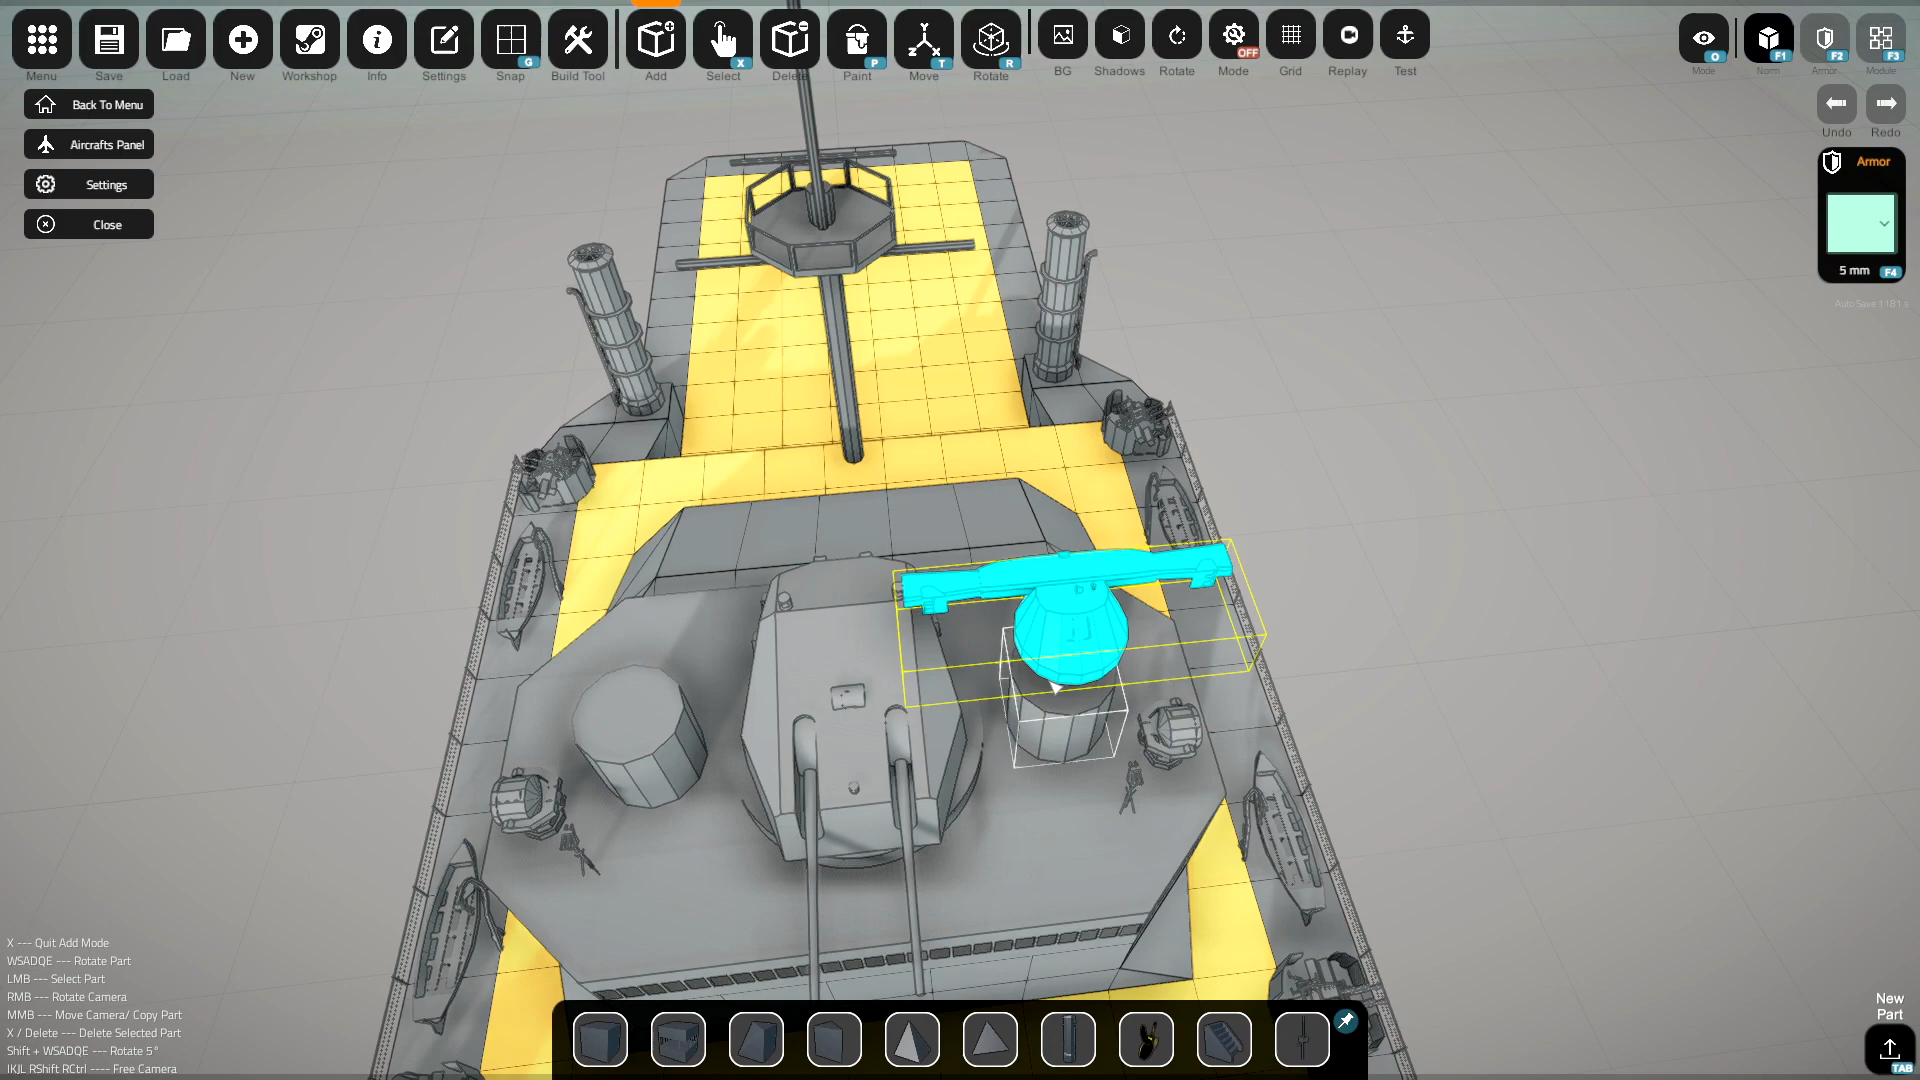 Menu
Save
Load
New
Workshop
Info
Settings
Snap
G
Build Tool
Add
Select
X
Delete
Paint
P
Move
T
Rotate
R
BG
Shadows
Rotate
Mode
OFF
Grid
Replay
Test
Mode
O
Norm
F1
Armor
F2
Module
F3
Back To Menu
Aircrafts Panel
Settings
Close
Undo
Redo
Armor
5 mm
F4
Auto Save 1181 s
X --- Quit Add Mode
WSADQE --- Rotate Part
LMB --- Select Part
RMB --- Rotate Camera
MMB --- Move Camera/ Copy Part
X / Delete --- Delete Selected Part
Shift + WSADQE --- Rotate 5°
IKJL RShift RCtrl ---- Free Camera
New
Part
TAB